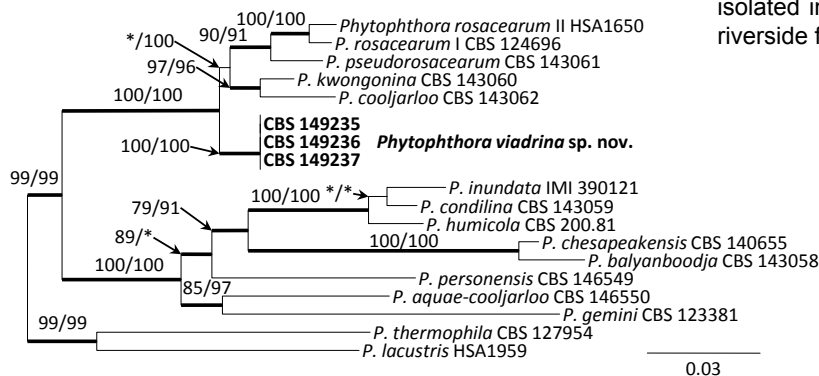 isolated in
riverside f
100/100
Phytophthora rosacearum II HSA1650
90/91
P. rosacearum I CBS 124696
*/100
P. pseudorosacearum CBS 143061
97/96
P. kwongonina CBS 143060
100/100
P. cooljarloo CBS 143062
CBS 149235
CBS 149236 Phytophthora viadrina sp. nov.
100/100
CBS 149237
99/99
100/100 */*
P. inundata IMI 390121
79/91
P. condilina CBS 143059
P. humicola CBS 200.81
89/*
100/100
P. chesapeakensis CBS 140655
100/100
P. balyanboodja CBS 143058
P. personensis CBS 146549
85/97
P. aquae-cooljarloo CBS 146550
P. gemini CBS 123381
99/99
P. thermophila CBS 127954
P. lacustris HSA1959
0.03